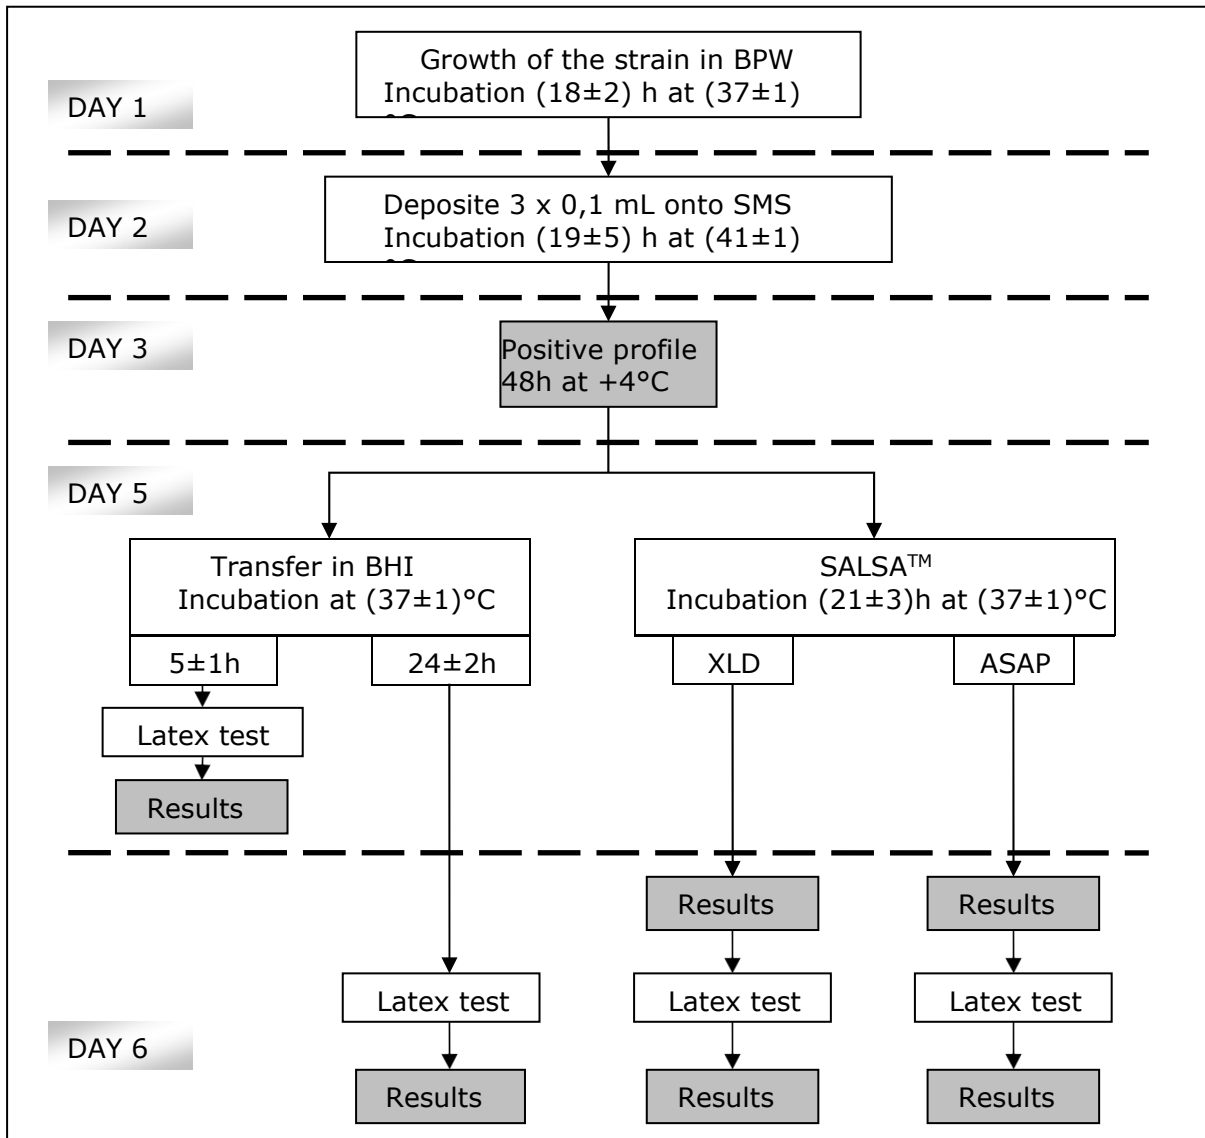 DAY 1
Growth of the strain in BPW
Incubation (18±2) h at (37±1)
DAY 2
Deposite 3 x 0,1 mL onto SMS
Incubation (19±5) h at (41±1)
DAY 3
Positive profile
48h at +4°C
DAY 5
Transfer in BHI
Incubation at (37±1)°C
5±1h
24±2h
SALSA™
Incubation (21±3)h at (37±1)°C
XLD
ASAP
Latex test
Results
Results
Results
Latex test
Latex test
Latex test
DAY 6
Results
Results
Results